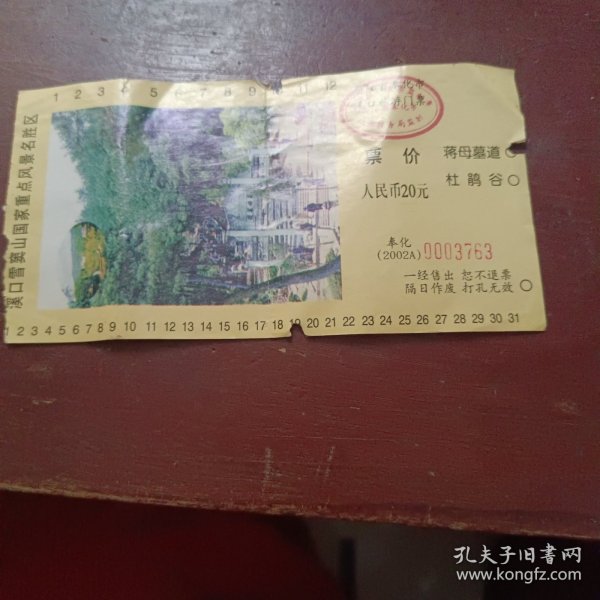 溪口雪窦山国家重点风景名胜区
1 2 3 4 5 6 7 8 9 10 11 12
票 价
人民币20元
蒋母墓道
杜鹃谷
奉化
(2002A) 0003763
一经售出 恕不退票
隔日作废 打孔无效
1 2 3 4 5 6 7 8 9 10 11 12 13 14 15 16 17 18 19 20 21 22 23 24 25 26 27 28 29 30 31
孔夫子旧书网
www.kongfz.com